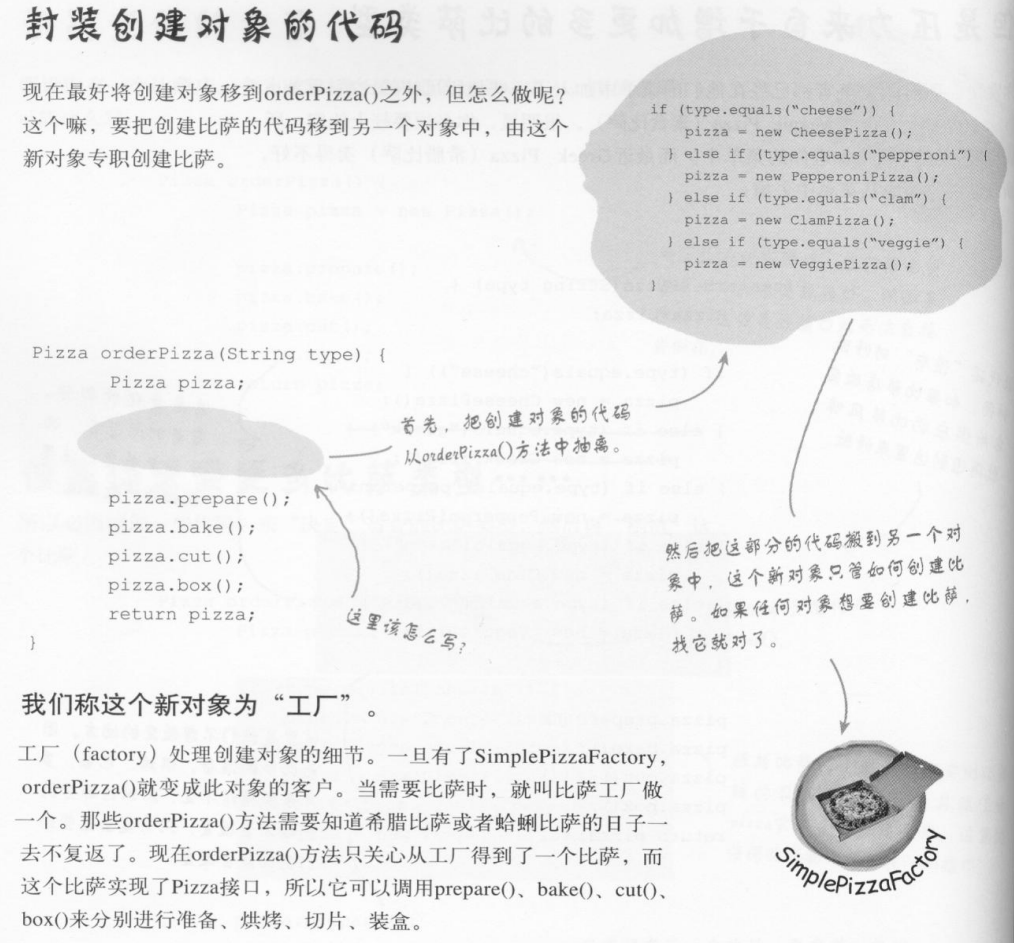 封装创建对象的代码
现在最好将创建对象移到orderPizza()之外，但怎么做呢？
这个嘛，要把创建比萨的代码移到另一个对象中，由这个
新对象专职创建比萨。
if (type.equals("cheese")) {
pizza = new CheesePizza();
} else if (type.equals("pepperoni") {
pizza = new PepperoniPizza();
} else if (type.equals("clam") {
pizza = new ClamPizza();
} else if (type.equals("veggie") {
pizza = new VeggiePizza();
}
Pizza orderPizza(String type) {
Pizza pizza;
首先，把创建对象的代码
从orderPizza()方法中抽离。
pizza.prepare();
pizza.bake();
pizza.cut();
pizza.box();
return pizza;
}
这里该怎么写？
然后把这部分的代码搬到另一个对
象中，这个新对象只管如何创建比
萨。如果任何对象想要创建比萨，
找它就对了。
我们称这个新对象为“工厂”。
工厂（factory）处理创建对象的细节。一旦有了SimplePizzaFactory，
orderPizza()就变成此对象的客户。当需要比萨时，就叫比萨工厂做
一个。那些orderPizza()方法需要知道希腊比萨或者蛤蜊比萨的日子一
去不复返了。现在orderPizza()方法只关心从工厂得到了一个比萨，而
这个比萨实现了Pizza接口，所以它可以调用prepare()、bake()、cut()、
box()来分别进行准备、烘烤、切片、装盒。
SimplePizzaFactory